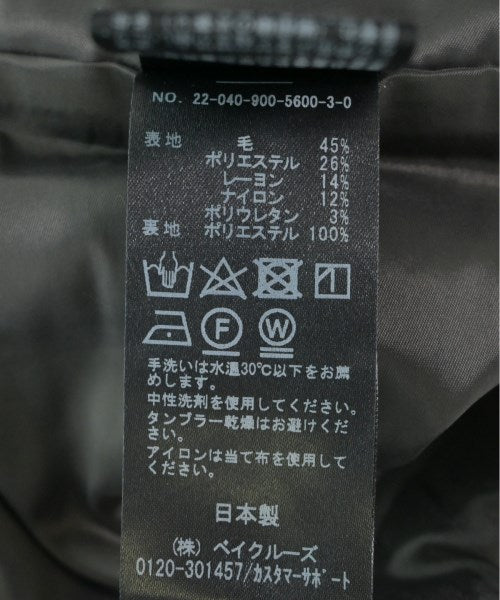 NO. 22-040-900-5600-3-0
表地 毛 45%
ポリエステル 26%
レーヨン 14%
ナイロン 12%
ポリウレタン 3%
裏地 ポリエステル 100%
F W
手洗いは水温30℃以下をお薦
めします。
中性洗剤を使用してください。
タンブラー乾燥はお避けくだ
さい。
アイロンは当て布を使用して
ください。
日本製
(株) ベイクルーズ
0120-301457/カスタマーサポート